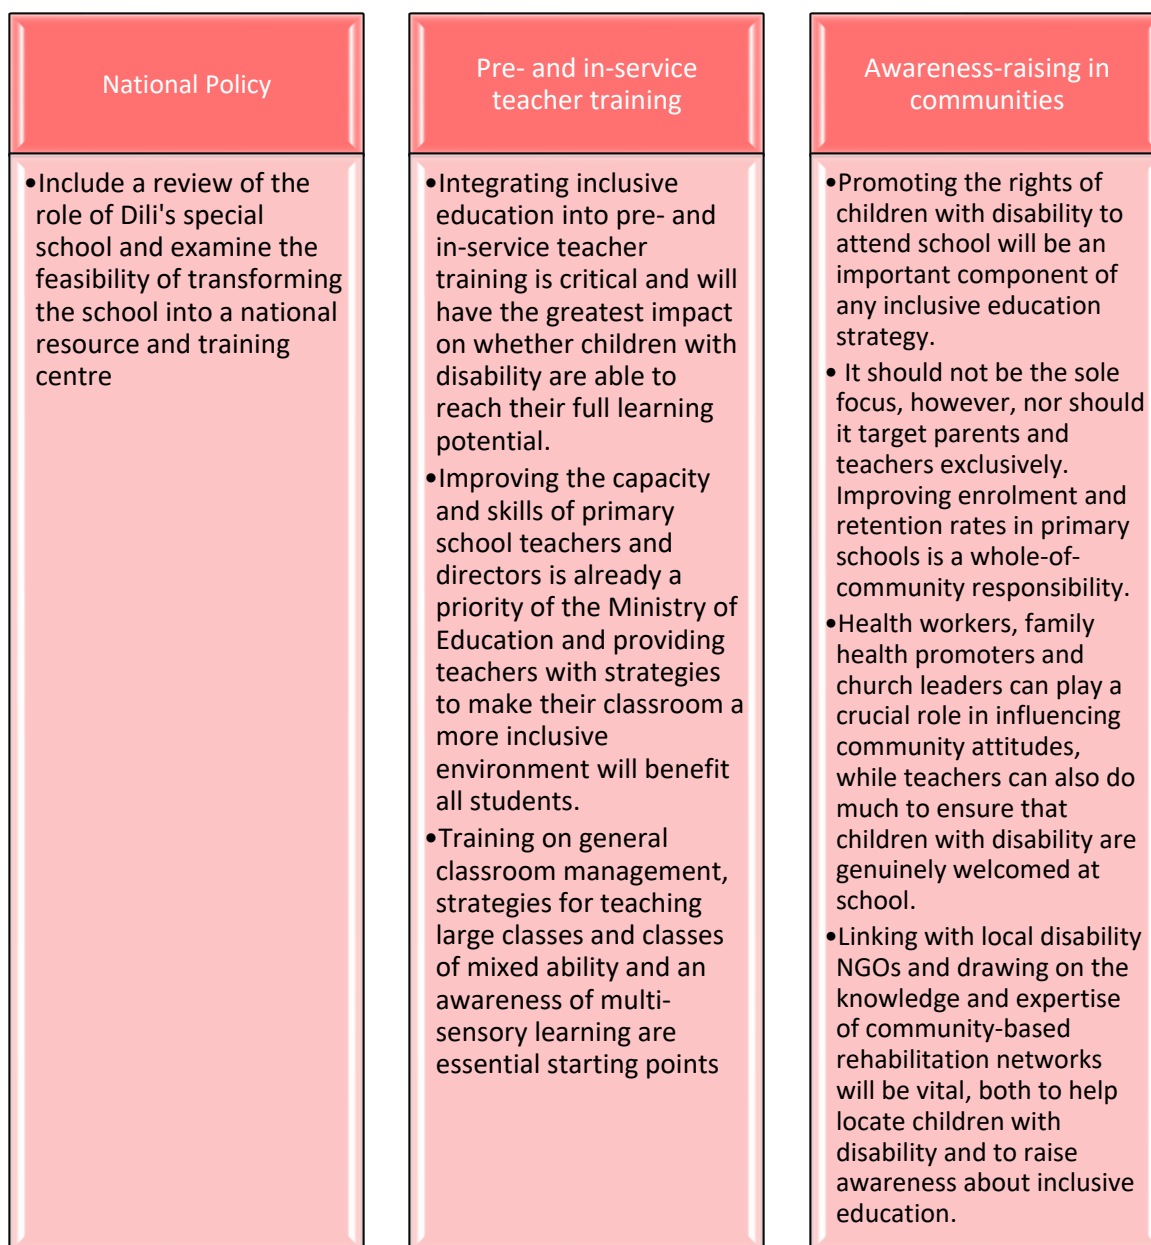 National Policy
•Include a review of the
role of Dili's special
school and examine the
feasibility of transforming
the school into a national
resource and training
centre
Pre- and in-service
teacher training
•Integrating inclusive
education into pre- and
in-service teacher
training is critical and will
have the greatest impact
on whether children with
disability are able to
reach their full learning
potential.
•Improving the capacity
and skills of primary
school teachers and
directors is already a
priority of the Ministry of
Education and providing
teachers with strategies
to make their classroom a
more inclusive
environment will benefit
all students.
•Training on general
classroom management,
strategies for teaching
large classes and classes
of mixed ability and an
awareness of multi-
sensory learning are
essential starting points
Awareness-raising in
communities
•Promoting the rights of
children with disability to
attend school will be an
important component of
any inclusive education
strategy.
• It should not be the sole
focus, however, nor should
it target parents and
teachers exclusively.
Improving enrolment and
retention rates in primary
schools is a whole-of-
community responsibility.
•Health workers, family
health promoters and
church leaders can play a
crucial role in influencing
community attitudes,
while teachers can also do
much to ensure that
children with disability are
genuinely welcomed at
school.
•Linking with local disability
NGOs and drawing on the
knowledge and expertise
of community-based
rehabilitation networks
will be vital, both to help
locate children with
disability and to raise
awareness about inclusive
education.